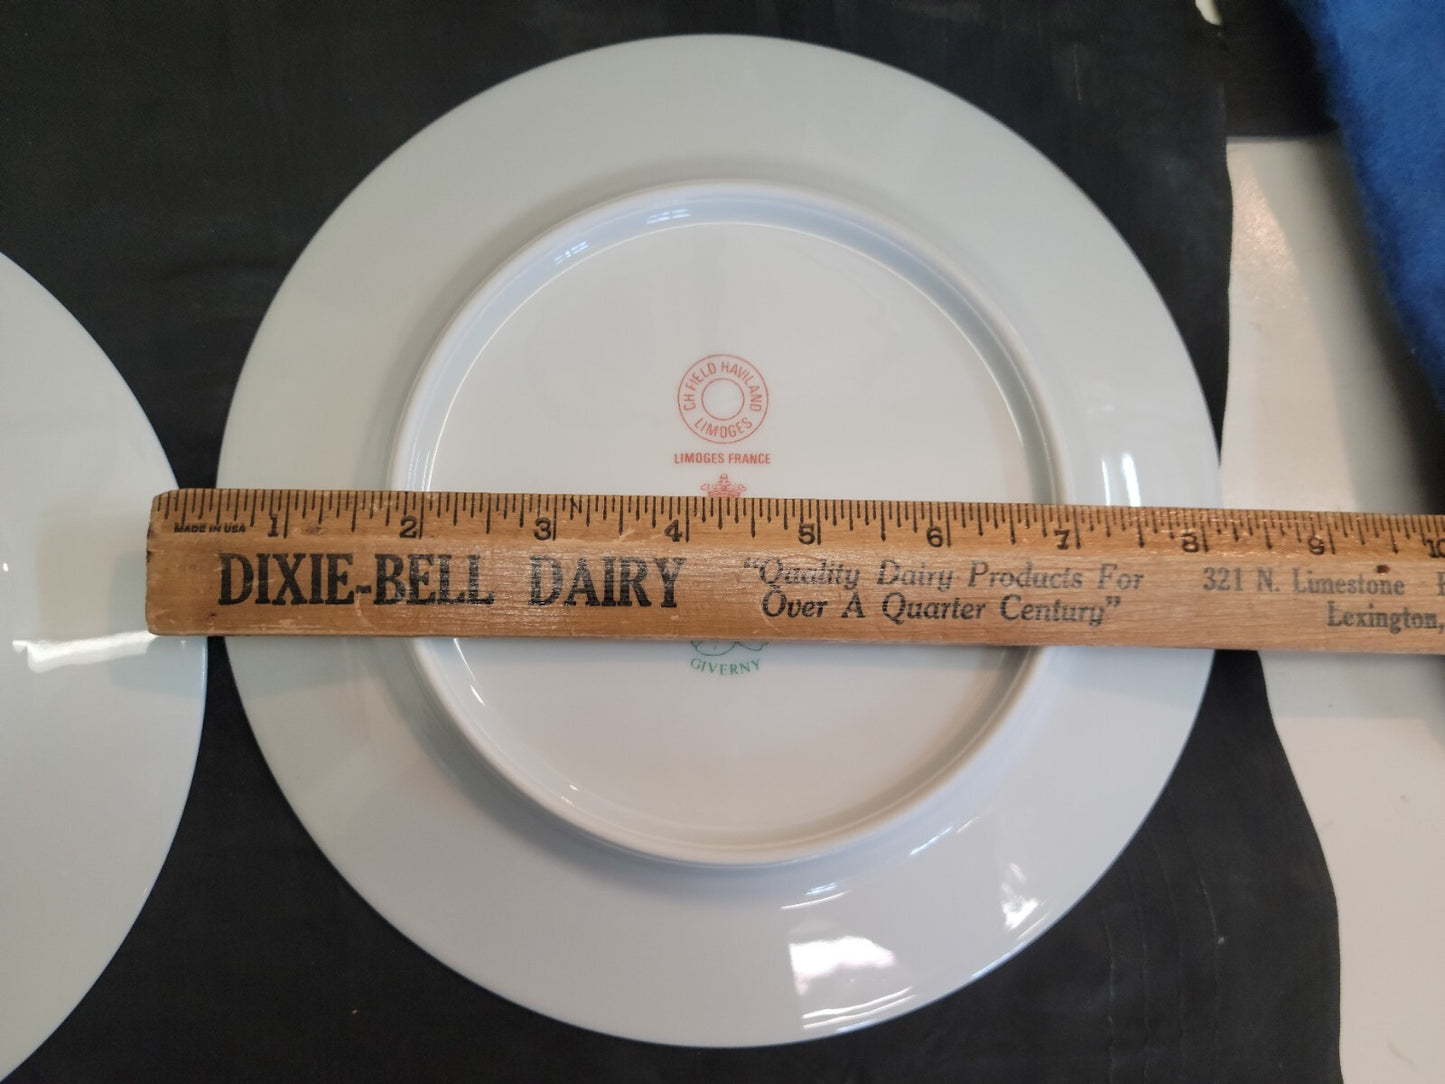 CH FIELD HAVILAND
LIMOGES
LIMOGES FRANCE
1 2 3 N 4 5 6 7 8 9 10
MADE IN USA
DIXIE-BELL DAIRY
"Quality Dairy Products For
Over A Quarter Century"
321 N. Limestone
Lexington,
GIVERNY